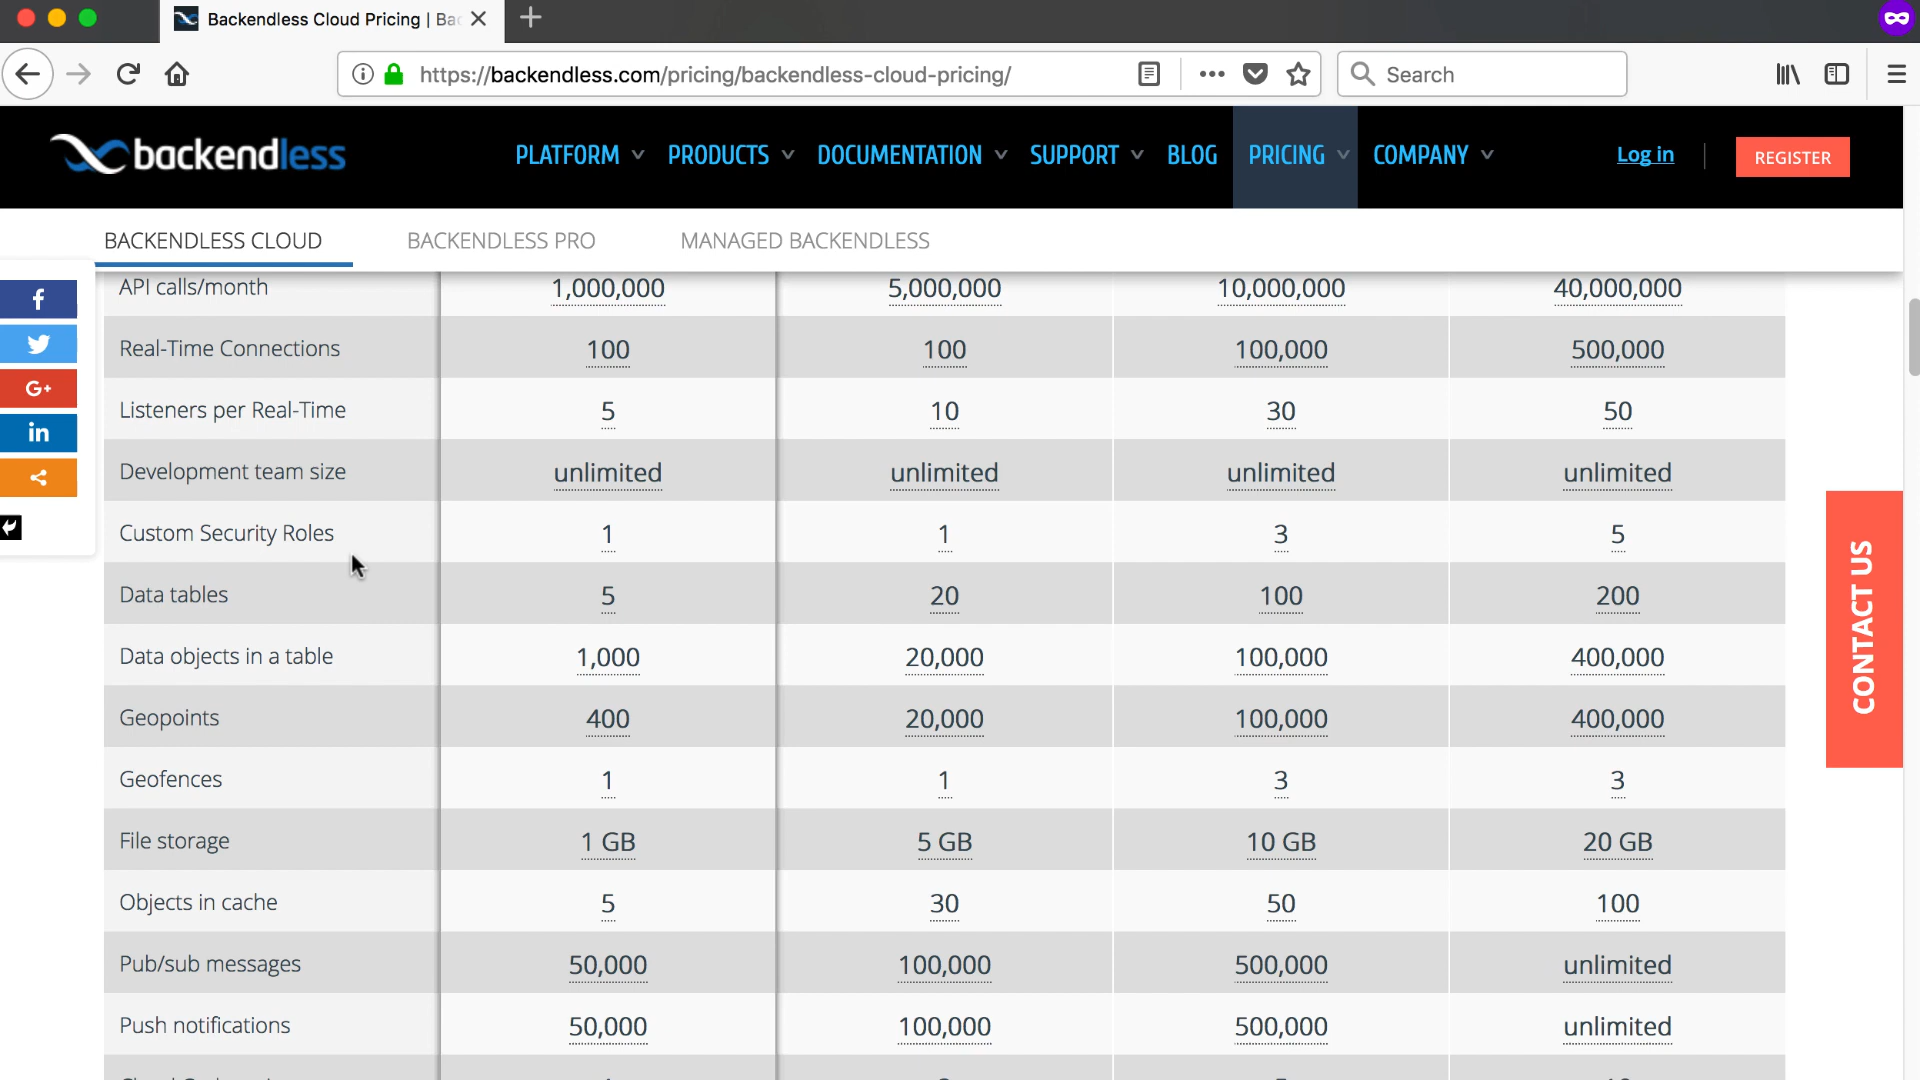 Backendless Cloud Pricing | Ba
https://backendless.com/pricing/backendless-cloud-pricing/
Search
backendless
PLATFORM PRODUCTS DOCUMENTATION SUPPORT BLOG PRICING COMPANY Log in REGISTER
BACKENDLESS CLOUD BACKENDLESS PRO MANAGED BACKENDLESS
API calls/month 1,000,000 5,000,000 10,000,000 40,000,000
Real-Time Connections 100 100 100,000 500,000
Listeners per Real-Time 5 10 30 50
Development team size unlimited unlimited unlimited unlimited
Custom Security Roles 1 1 3 5
Data tables 5 20 100 200
Data objects in a table 1,000 20,000 100,000 400,000
Geopoints 400 20,000 100,000 400,000
Geofences 1 1 3 3
File storage 1 GB 5 GB 10 GB 20 GB
Objects in cache 5 30 50 100
Pub/sub messages 50,000 100,000 500,000 unlimited
Push notifications 50,000 100,000 500,000 unlimited
f
G+
in
CONTACT US